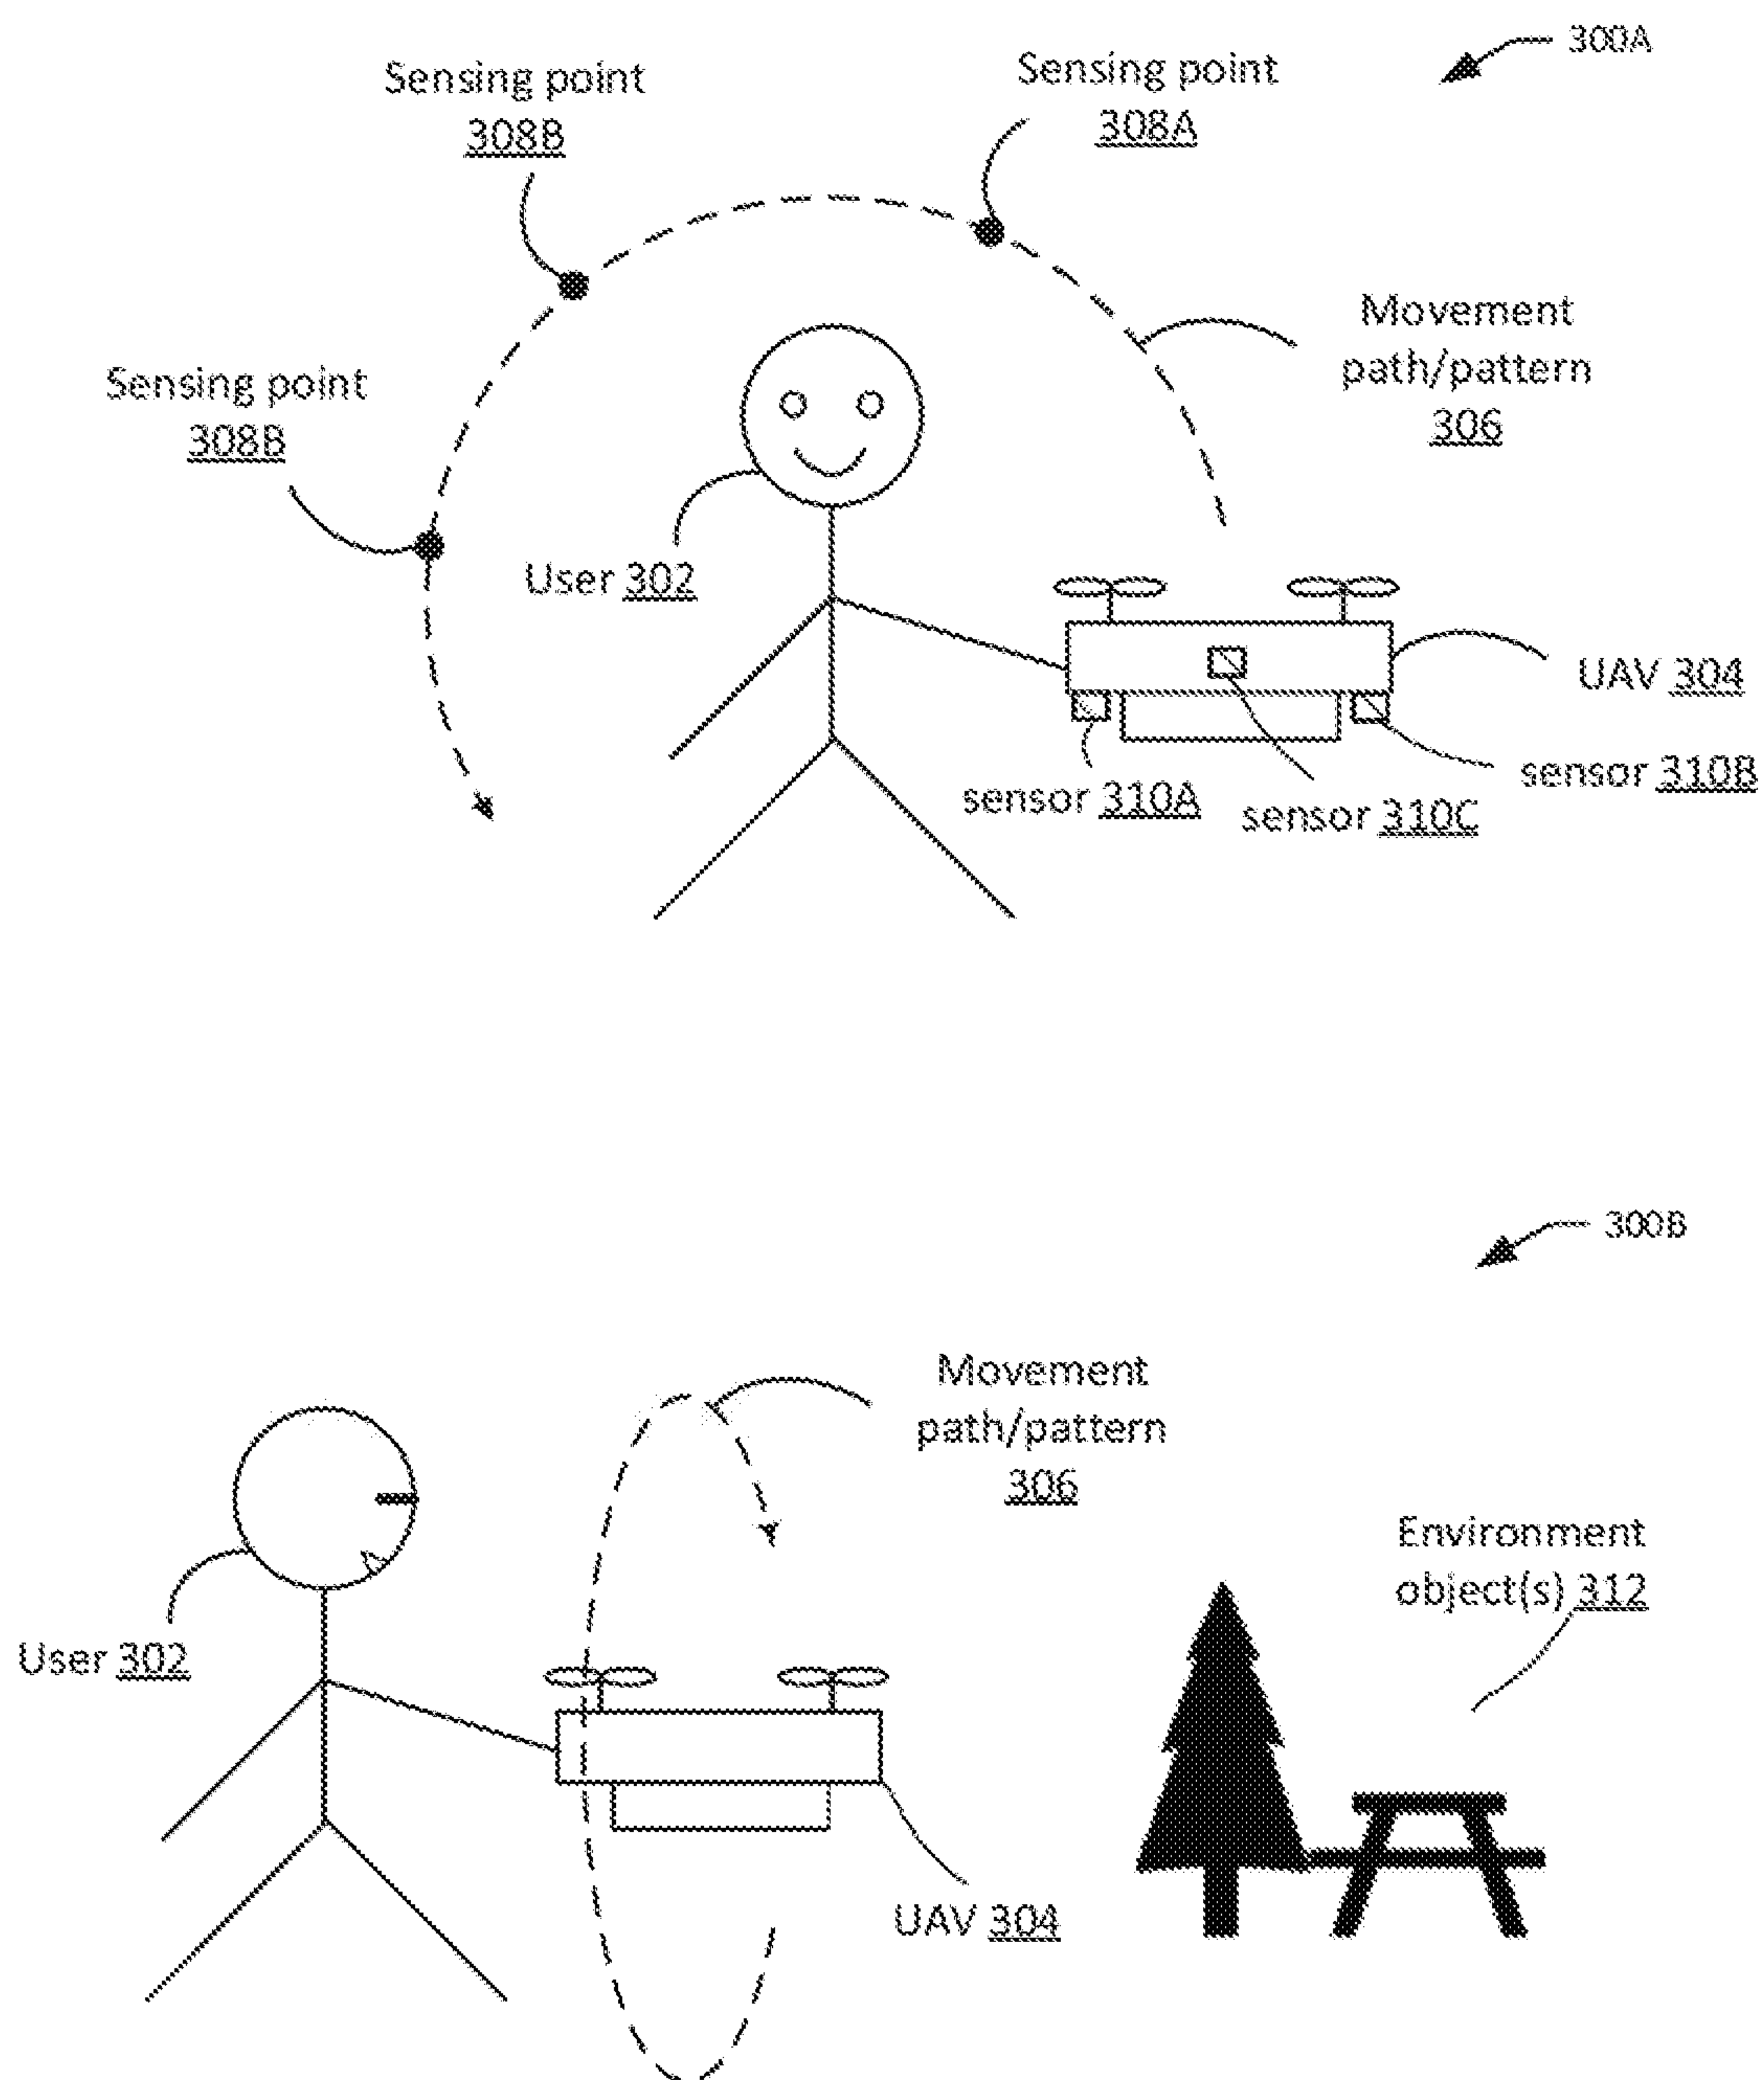 300A
Sensing point
308B
Sensing point
308A
Movement
path/pattern
306
Sensing point
308B
User 302
UAV 304
sensor 310A
sensor 310C
sensor 310B
300B
Movement
path/pattern
306
Environment
object(s) 312
User 302
UAV 304